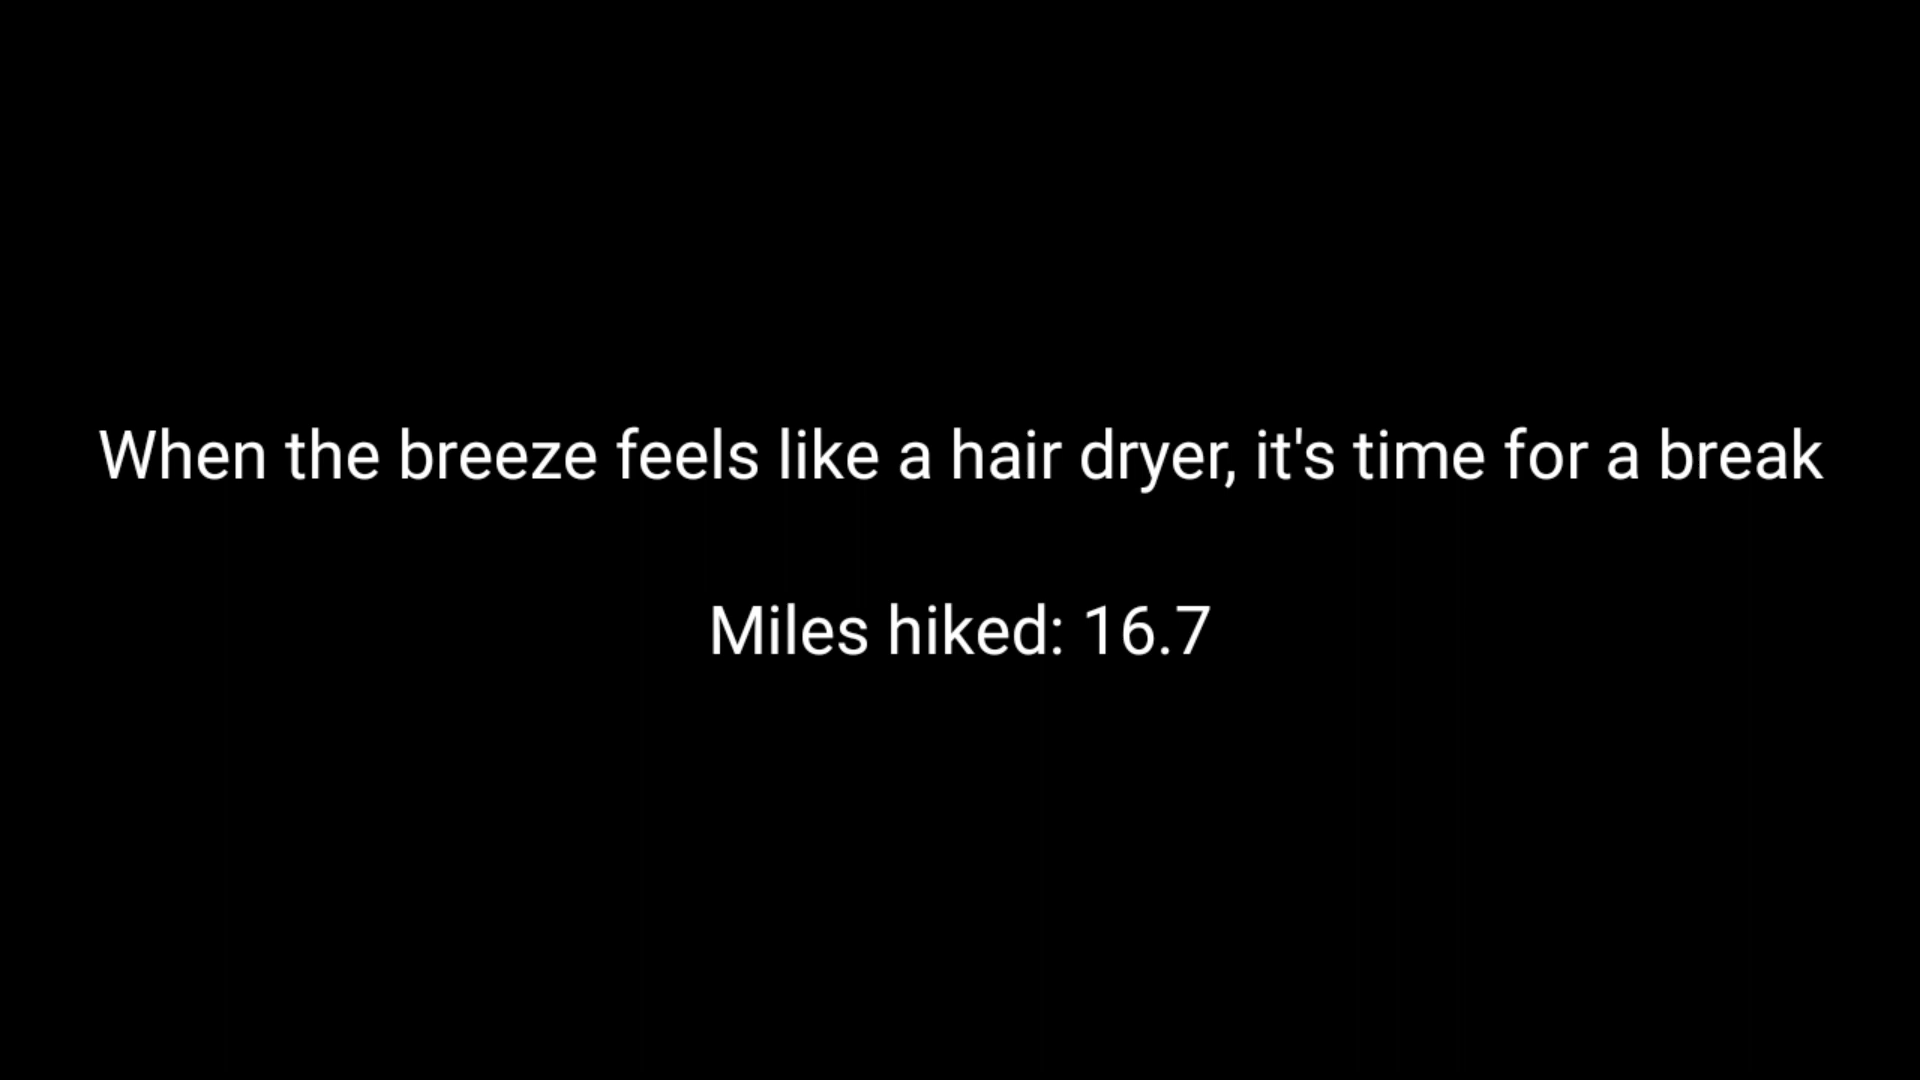 When the breeze feels like a hair dryer, it's time for a break
Miles hiked: 16.7